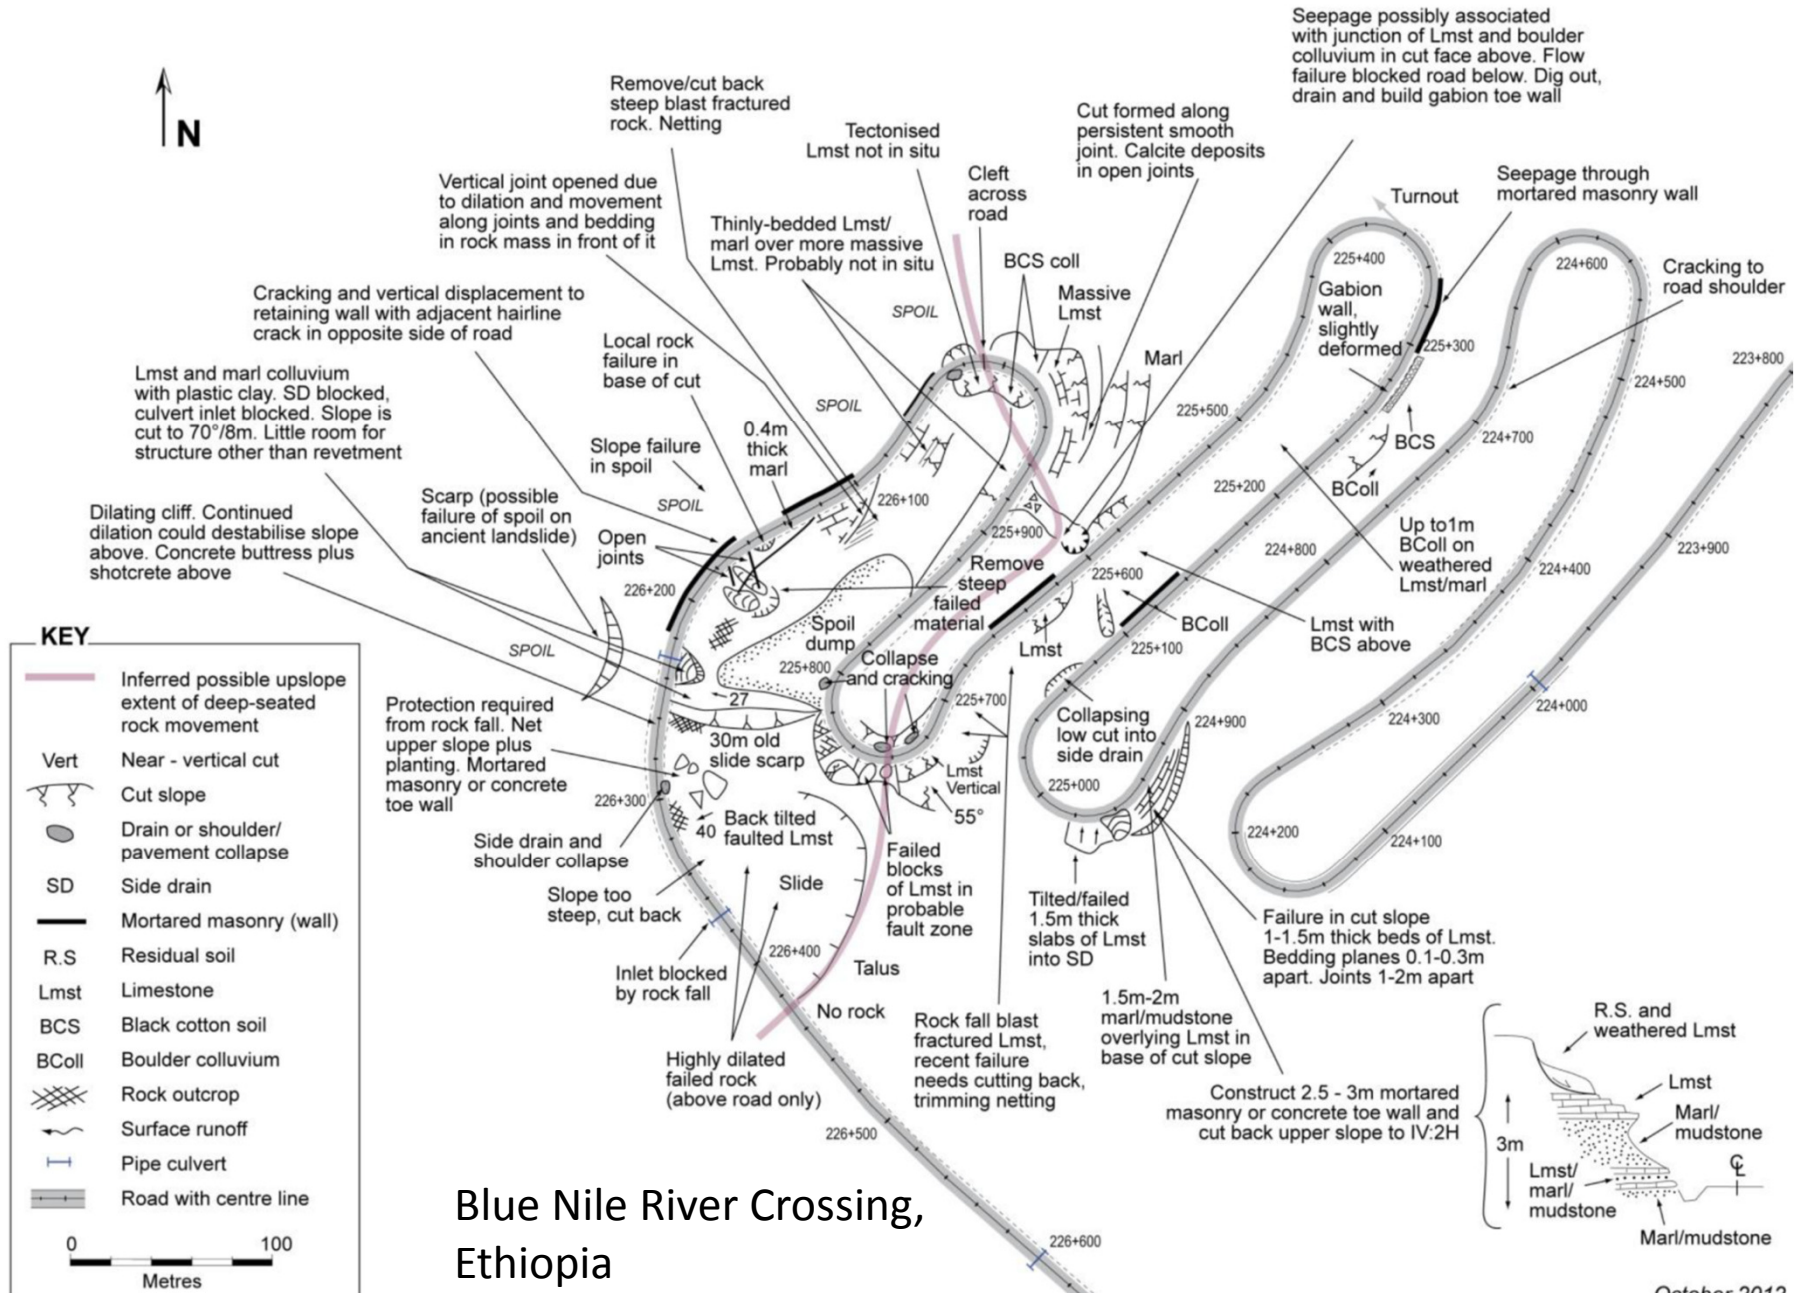 Seepage possibly associated
with junction of Lmst and boulder
colluvium in cut face above. Flow
failure blocked road below. Dig out,
drain and build gabion toe wall
N
Remove/cut back
steep blast fractured
rock. Netting
Tectonised
Lmst not in situ
Cut formed along
persistent smooth
joint. Calcite deposits
in open joints
Cleft
across
road
Turnout
Seepage through
mortared masonry wall
Vertical joint opened due
to dilation and movement
along joints and bedding
in rock mass in front of it
Thinly-bedded Lmst/
marl over more massive
Lmst. Probably not in situ
BCS coll
Massive
Lmst
225+400
224+600
Cracking to
road shoulder
Cracking and vertical displacement to
retaining wall with adjacent hairline
crack in opposite side of road
SPOIL
Gabion
wall,
slightly
deformed
225+300
Local rock
failure in
base of cut
Marl
223+800
Lmst and marl colluvium
with plastic clay. SD blocked,
culvert inlet blocked. Slope is
cut to 70°/8m. Little room for
structure other than revetment
SPOIL
224+500
225+500
0.4m
thick
marl
Slope failure
in spoil
BCS
224+700
Scarp (possible
failure of spoil on
ancient landslide)
SPOIL
226+100
225+200
BColl
Dilating cliff. Continued
dilation could destabilise slope
above. Concrete buttress plus
shotcrete above
Open
joints
225+900
Up to1m
BColl on
weathered
Lmst/marl
224+800
223+900
Remove
steep
failed
material
225+600
224+400
226+200
Spoil
dump
BColl
Lmst with
BCS above
SPOIL
Lmst
225+100
225+800
Collapse
and cracking
27
225+700
Protection required
from rock fall. Net
upper slope plus
planting. Mortared
masonry or concrete
toe wall
30m old
slide scarp
Collapsing
low cut into
side drain
224+900
224+300
224+000
Lmst
Vertical
225+000
226+300
55°
40
Back tilted
faulted Lmst
224+200
224+100
Side drain and
shoulder collapse
Slope too
steep, cut back
Slide
Failed
blocks
of Lmst in
probable
fault zone
Tilted/failed
1.5m thick
slabs of Lmst
into SD
Failure in cut slope
1-1.5m thick beds of Lmst.
Bedding planes 0.1-0.3m
apart. Joints 1-2m apart
226+400
Inlet blocked
by rock fall
Talus
No rock
1.5m-2m
marl/mudstone
overlying Lmst in
base of cut slope
Rock fall blast
fractured Lmst,
recent failure
needs cutting back,
trimming netting
Highly dilated
failed rock
(above road only)
Construct 2.5 - 3m mortared
masonry or concrete toe wall and
cut back upper slope to IV:2H
226+500
226+600
R.S. and
weathered Lmst
Lmst
Marl/
mudstone
3m
Lmst/
marl/
mudstone
CL
Marl/mudstone
KEY
Inferred possible upslope
extent of deep-seated
rock movement
Vert Near - vertical cut
Cut slope
Drain or shoulder/
pavement collapse
SD Side drain
Mortared masonry (wall)
R.S Residual soil
Lmst Limestone
BCS Black cotton soil
BColl Boulder colluvium
Rock outcrop
Surface runoff
Pipe culvert
Road with centre line
0 100
Metres
Blue Nile River Crossing,
Ethiopia